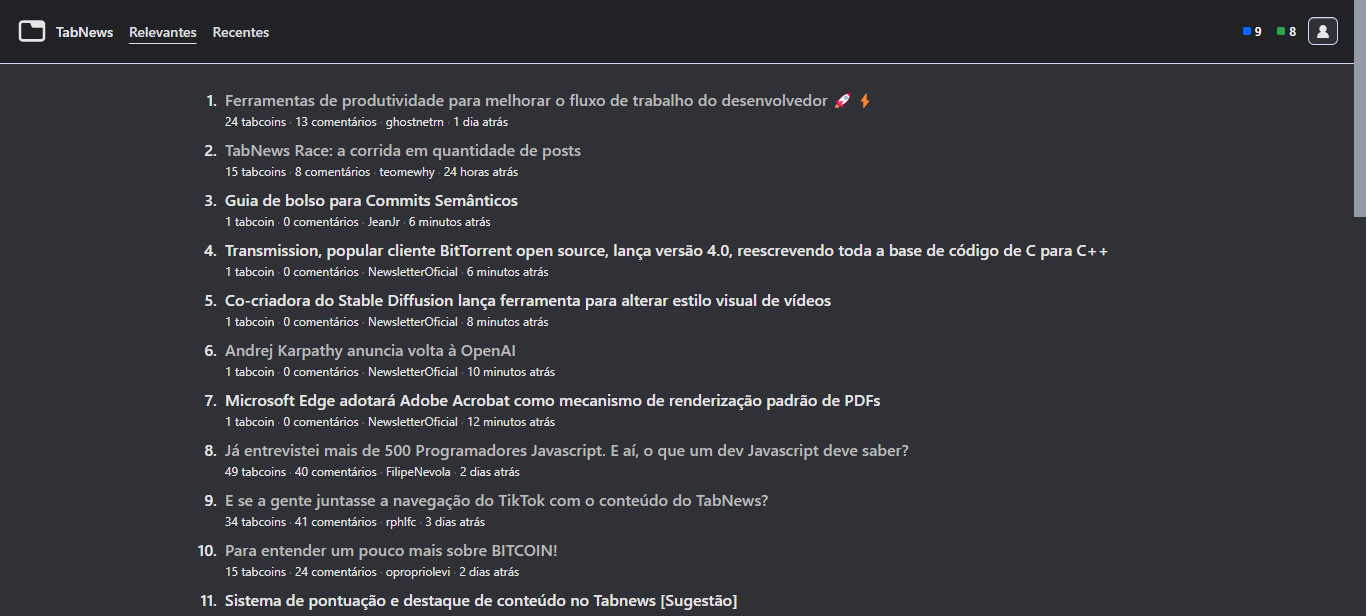 TabNews Relevantes Recentes 9 8
1. Ferramentas de produtividade para melhorar o fluxo de trabalho do desenvolvedor 🚀 ⚡
24 tabcoins · 13 comentários · ghostnetrn · 1 dia atrás
2. TabNews Race: a corrida em quantidade de posts
15 tabcoins · 8 comentários · teomewhy · 24 horas atrás
3. Guia de bolso para Commits Semânticos
1 tabcoin · 0 comentários · JeanJr · 6 minutos atrás
4. Transmission, popular cliente BitTorrent open source, lança versão 4.0, reescrevendo toda a base de código de C para C++
1 tabcoin · 0 comentários · NewsletterOficial · 6 minutos atrás
5. Co-criadora do Stable Diffusion lança ferramenta para alterar estilo visual de vídeos
1 tabcoin · 0 comentários · NewsletterOficial · 8 minutos atrás
6. Andrej Karpathy anuncia volta à OpenAI
1 tabcoin · 0 comentários · NewsletterOficial · 10 minutos atrás
7. Microsoft Edge adotará Adobe Acrobat como mecanismo de renderização padrão de PDFs
1 tabcoin · 0 comentários · NewsletterOficial · 12 minutos atrás
8. Já entrevistei mais de 500 Programadores Javascript. E aí, o que um dev Javascript deve saber?
49 tabcoins · 40 comentários · FilipeNevola · 2 dias atrás
9. E se a gente juntasse a navegação do TikTok com o conteúdo do TabNews?
34 tabcoins · 41 comentários · rphlfc · 3 dias atrás
10. Para entender um pouco mais sobre BITCOIN!
15 tabcoins · 24 comentários · opropriolevi · 2 dias atrás
11. Sistema de pontuação e destaque de conteúdo no Tabnews [Sugestão]